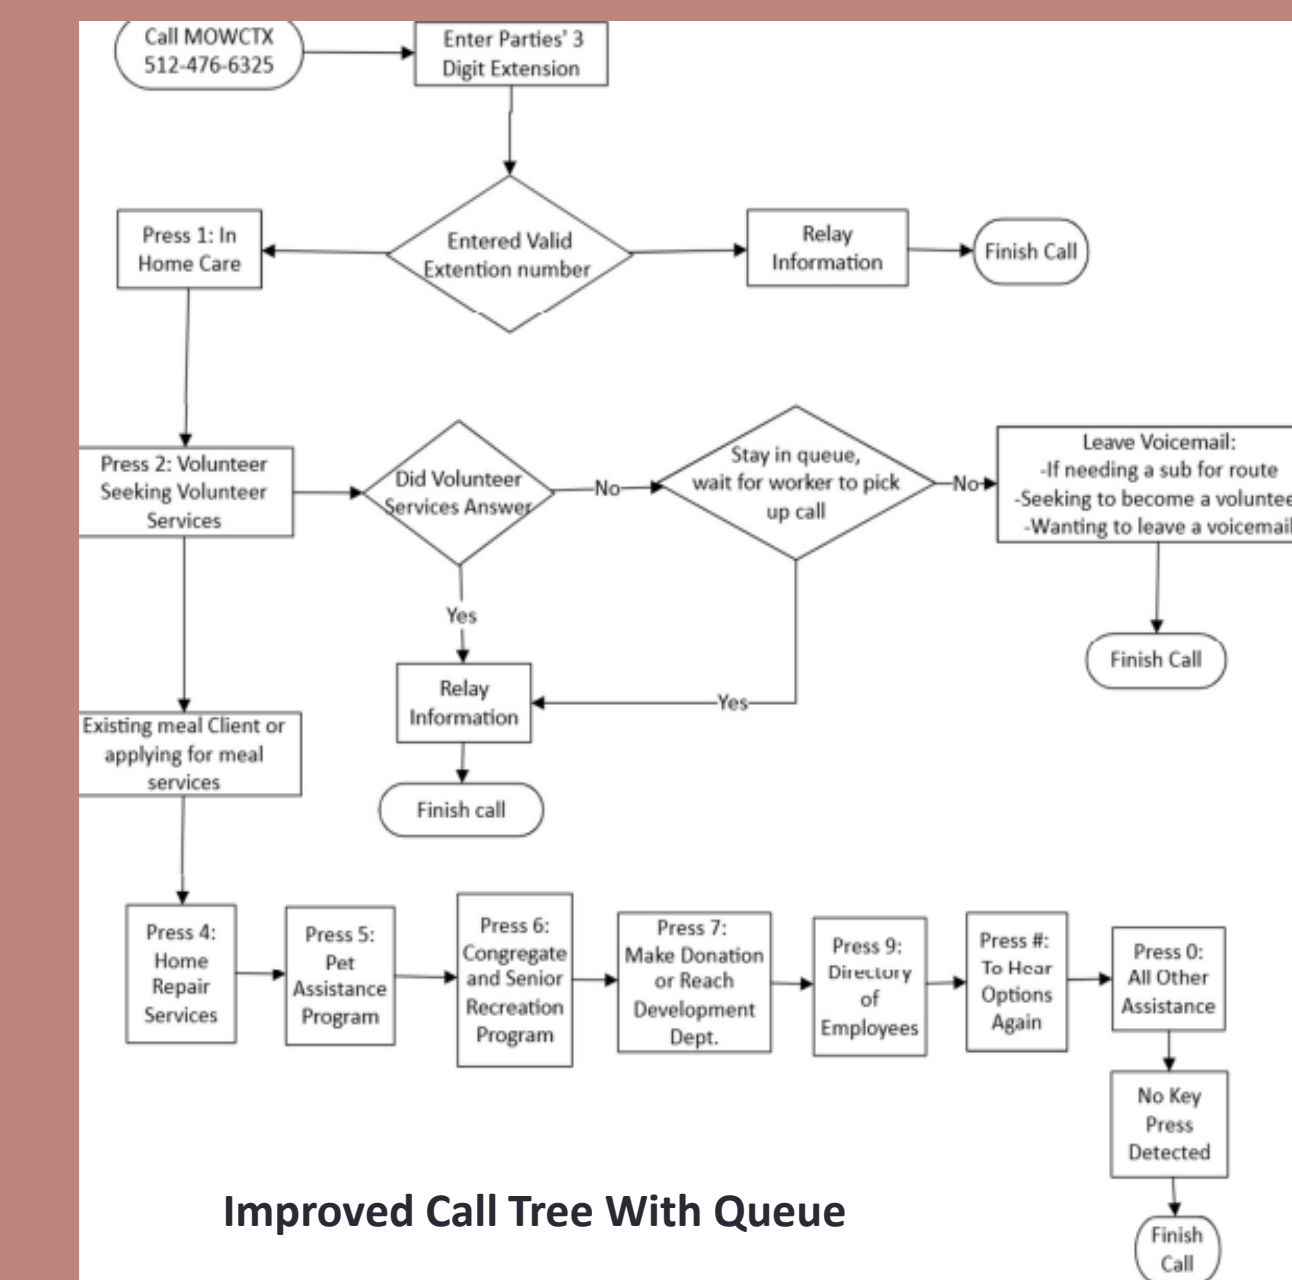 Call MOWCTX
512-476-6325
Enter Parties' 3
Digit Extension
Press 1: In
Home Care
Entered Valid
Extention number
Relay
Information
Finish Call
Press 2: Volunteer
Seeking Volunteer
Services
Did Volunteer
Services Answer
No
Stay in queue,
wait for worker to pick
up call
No
Leave Voicemail:
-If needing a sub for route
-Seeking to become a voluntee
-Wanting to leave a voicemail
Yes
Finish Call
Relay
Information
Yes
Existing meal Client or
applying for meal
services
Finish call
Press 4:
Home
Repair
Services
Press 5:
Pet
Assistance
Program
Press 6:
Congregate
and Senior
Recreation
Program
Press 7:
Make Donation
or Reach
Development
Dept.
Press 9:
Directory
of
Employees
Press #:
To Hear
Options
Again
Press 0:
All Other
Assistance
No Key
Press
Detected
Improved Call Tree With Queue
Finish
Call